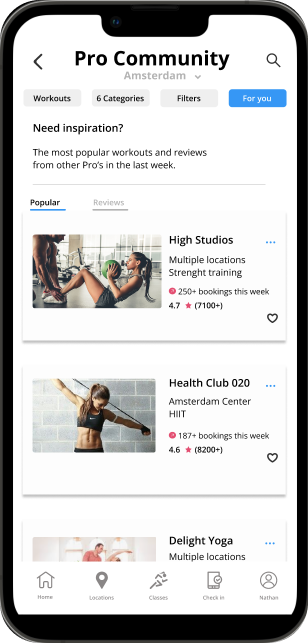 Pro Community
Amsterdam
Workouts
6 Categories
Filters
For you
Need inspiration?
The most popular workouts and reviews
from other Pro's in the last week.
Popular
Reviews
High Studios
Multiple locations
Strenght training
250+ bookings this week
4.7 ★ (7100+)
Health Club 020
Amsterdam Center
HIIT
187+ bookings this week
4.6 ★ (8200+)
Delight Yoga
Multiple locations
Home
Locations
Classes
Check in
Nathan